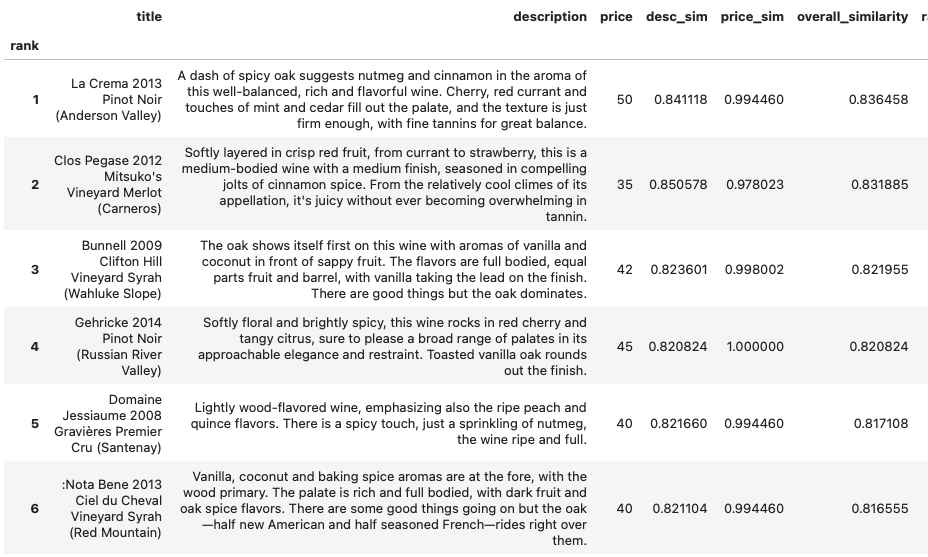 title description price desc_sim price_sim overall_similarity
rank
1 La Crema 2013 Pinot Noir (Anderson Valley) A dash of spicy oak suggests nutmeg and cinnamon in the aroma of this well-balanced, rich and flavorful wine. Cherry, red currant and touches of mint and cedar fill out the palate, and the texture is just firm enough, with fine tannins for great balance. 50 0.841118 0.994460 0.836458
2 Clos Pegase 2012 Mitsuko's Vineyard Merlot (Carneros) Softly layered in crisp red fruit, from currant to strawberry, this is a medium-bodied wine with a medium finish, seasoned in compelling jolts of cinnamon spice. From the relatively cool climes of its appellation, it's juicy without ever becoming overwhelming in tannin. 35 0.850578 0.978023 0.831885
3 Bunnell 2009 Clifton Hill Vineyard Syrah (Wahluke Slope) The oak shows itself first on this wine with aromas of vanilla and coconut in front of sappy fruit. The flavors are full bodied, equal parts fruit and barrel, with vanilla taking the lead on the finish. There are good things but the oak dominates. 42 0.823601 0.998002 0.821955
4 Gehricke 2014 Pinot Noir (Russian River Valley) Softly floral and brightly spicy, this wine rocks in red cherry and tangy citrus, sure to please a broad range of palates in its approachable elegance and restraint. Toasted vanilla oak rounds out the finish. 45 0.820824 1.000000 0.820824
5 Domaine Jessiaume 2008 Gravières Premier Cru (Santenay) Lightly wood-flavored wine, emphasizing also the ripe peach and quince flavors. There is a spicy touch, just a sprinkling of nutmeg, the wine ripe and full. 40 0.821660 0.994460 0.817108
6 :Nota Bene 2013 Ciel du Cheval Vineyard Syrah (Red Mountain) Vanilla, coconut and baking spice aromas are at the fore, with the wood primary. The palate is rich and full bodied, with dark fruit and oak spice flavors. There are some good things going on but the oak—half new American and half seasoned French—rides right over them. 40 0.821104 0.994460 0.816555